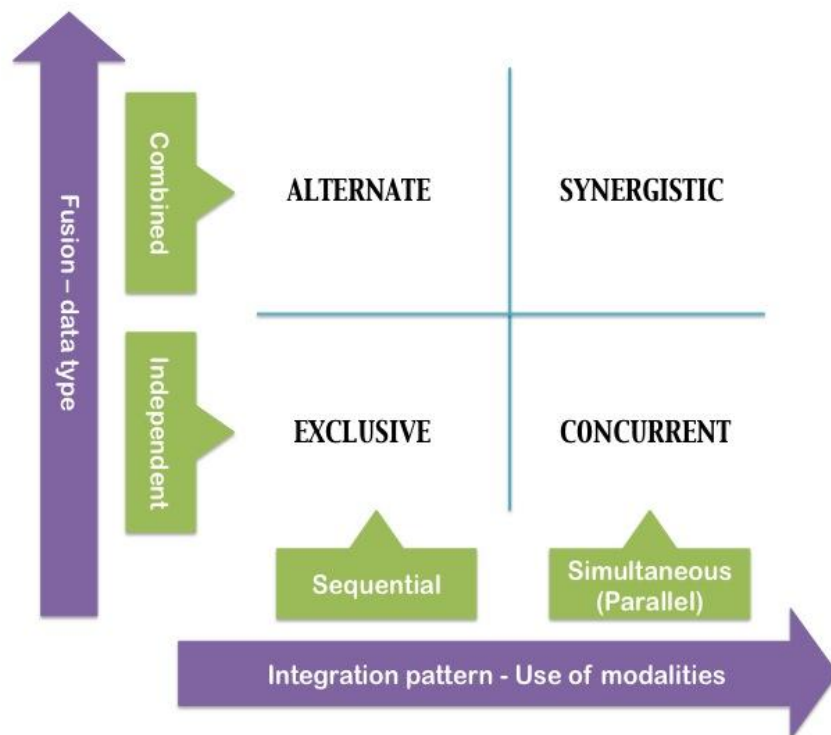 Fusion – data type
Combined
ALTERNATE
SYNERGISTIC
Independent
EXCLUSIVE
CONCURRENT
Sequential
Simultaneous
(Parallel)
Integration pattern - Use of modalities